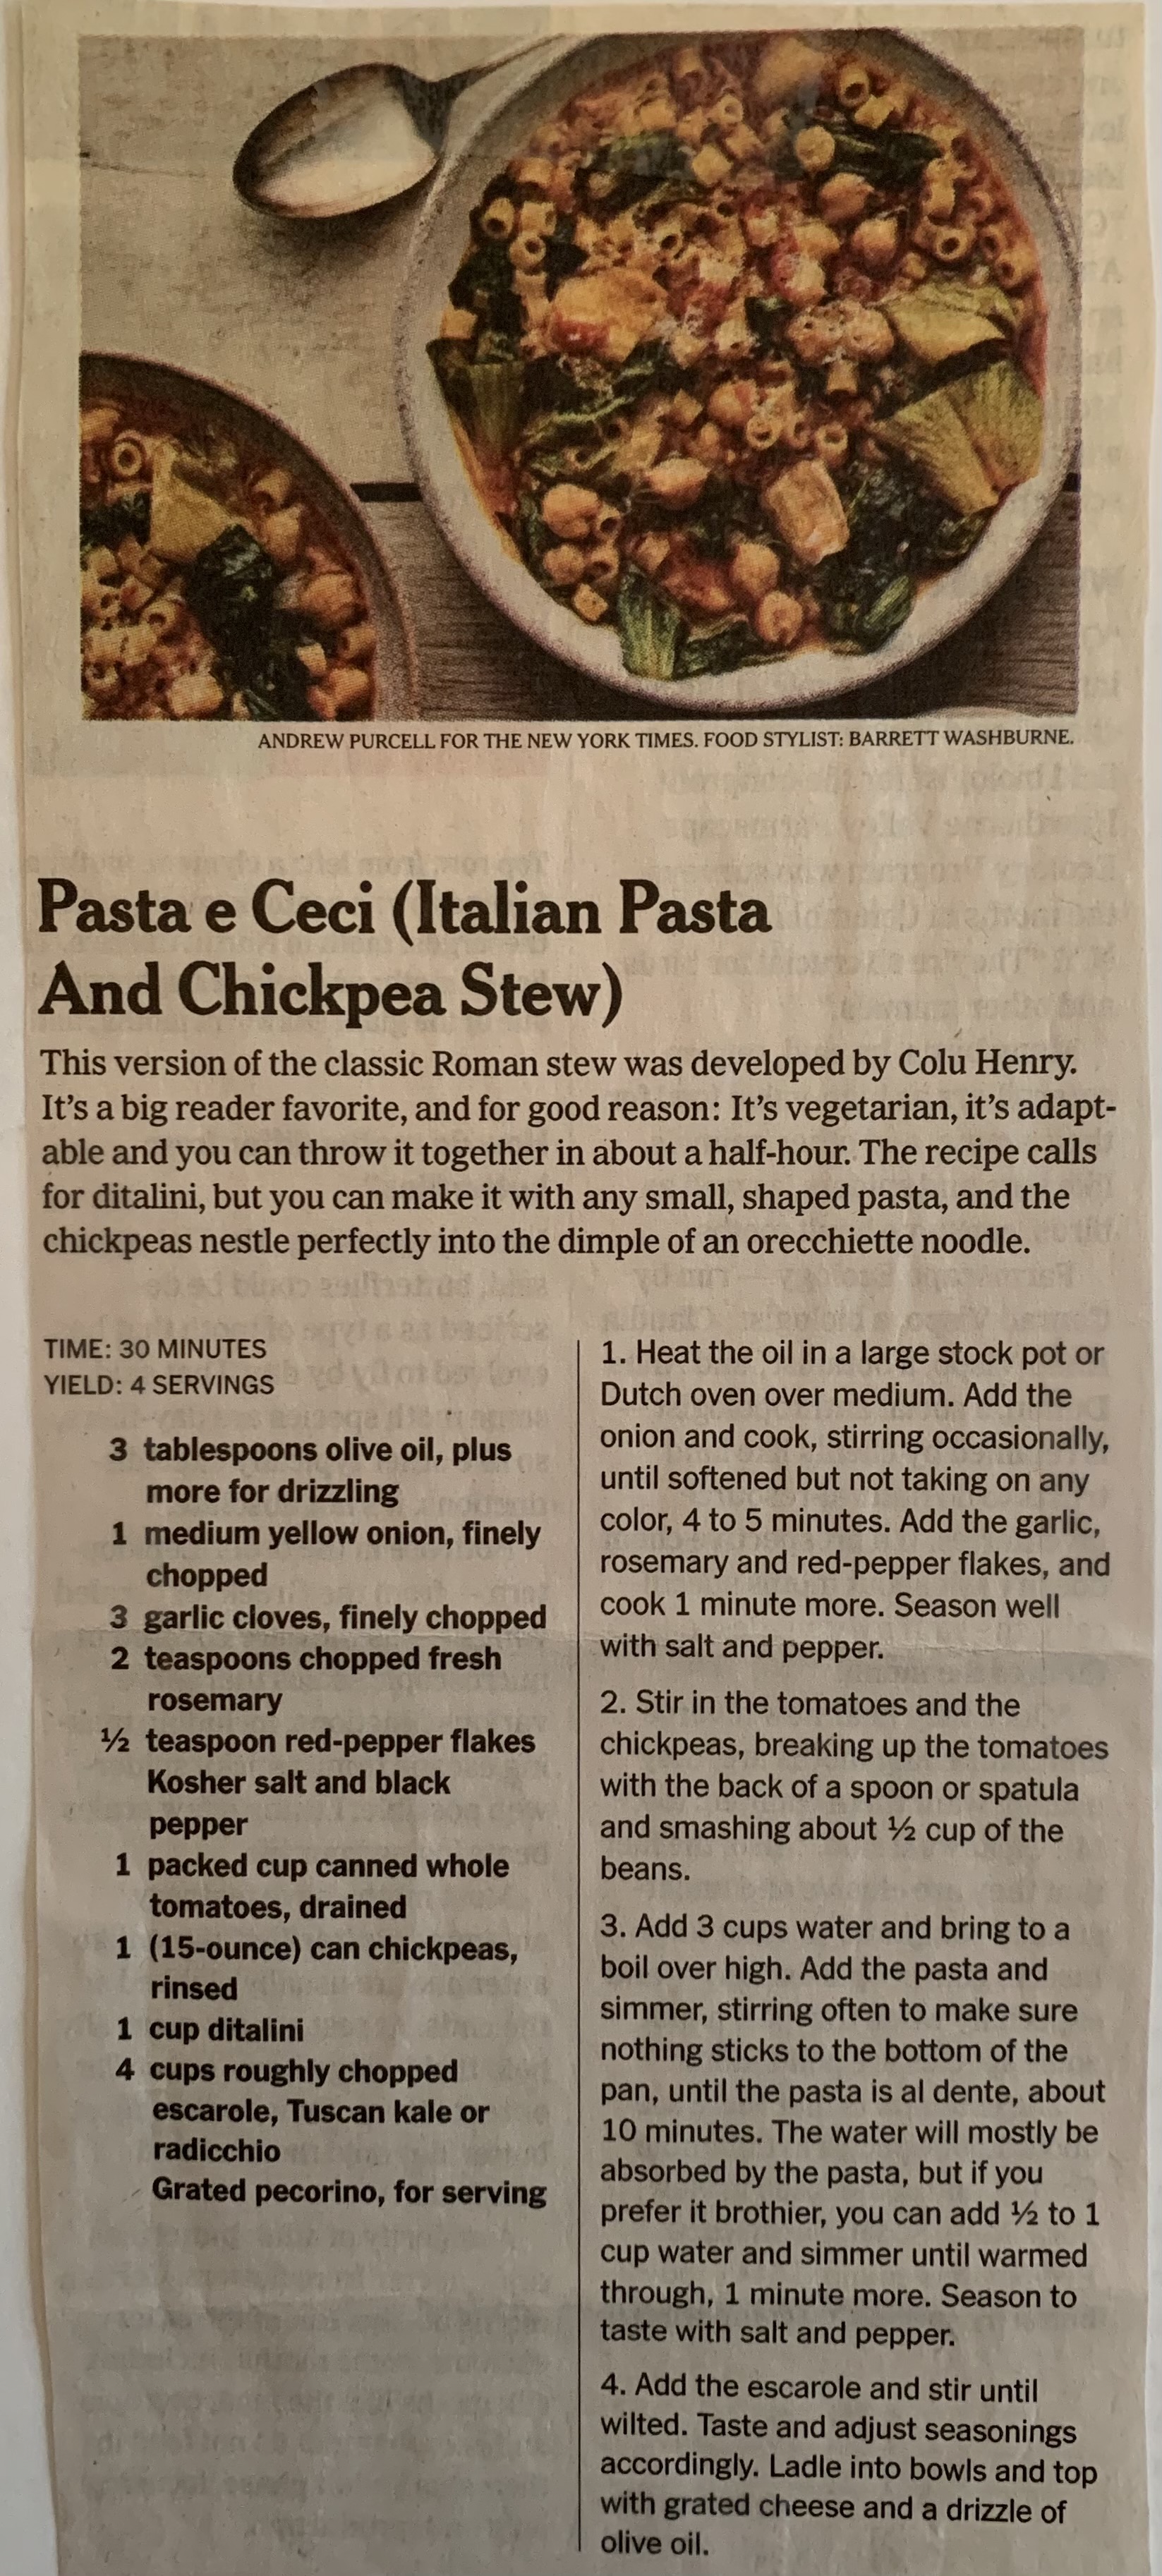 ANDREW PURCELL FOR THE NEW YORK TIMES. FOOD STYLIST: BARRETT WASHBURNE.
Pasta e Ceci (Italian Pasta
And Chickpea Stew)
This version of the classic Roman stew was developed by Colu Henry.
It's a big reader favorite, and for good reason: It's vegetarian, it's adapt-
able and you can throw it together in about a half-hour. The recipe calls
for ditalini, but you can make it with any small, shaped pasta, and the
chickpeas nestle perfectly into the dimple of an orecchiette noodle.
TIME: 30 MINUTES
YIELD: 4 SERVINGS
3 tablespoons olive oil, plus
more for drizzling
1 medium yellow onion, finely
chopped
3 garlic cloves, finely chopped
2 teaspoons chopped fresh
rosemary
½ teaspoon red-pepper flakes
Kosher salt and black
pepper
1 packed cup canned whole
tomatoes, drained
1 (15-ounce) can chickpeas,
rinsed
1 cup ditalini
4 cups roughly chopped
escarole, Tuscan kale or
radicchio
Grated pecorino, for serving
1. Heat the oil in a large stock pot or
Dutch oven over medium. Add the
onion and cook, stirring occasionally,
until softened but not taking on any
color, 4 to 5 minutes. Add the garlic,
rosemary and red-pepper flakes, and
cook 1 minute more. Season well
with salt and pepper.
2. Stir in the tomatoes and the
chickpeas, breaking up the tomatoes
with the back of a spoon or spatula
and smashing about ½ cup of the
beans.
3. Add 3 cups water and bring to a
boil over high. Add the pasta and
simmer, stirring often to make sure
nothing sticks to the bottom of the
pan, until the pasta is al dente, about
10 minutes. The water will mostly be
absorbed by the pasta, but if you
prefer it brothier, you can add ½ to 1
cup water and simmer until warmed
through, 1 minute more. Season to
taste with salt and pepper.
4. Add the escarole and stir until
wilted. Taste and adjust seasonings
accordingly. Ladle into bowls and top
with grated cheese and a drizzle of
olive oil.